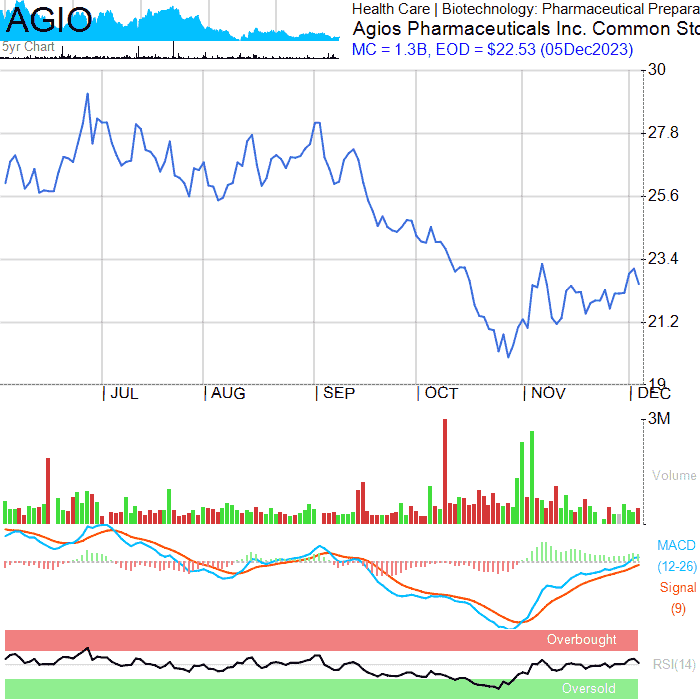 AGIO
5yr Chart
Health Care | Biotechnology: Pharmaceutical Prepara
Agios Pharmaceuticals Inc. Common Sto
MC = 1.3B, EOD = $22.53 (05Dec2023)
30
27.8
25.6
23.4
21.2
19
| JUL | AUG | SEP | OCT | NOV | DEC
3M
Volume
MACD
(12-26)
Signal
(9)
Overbought
RSI(14)
Oversold